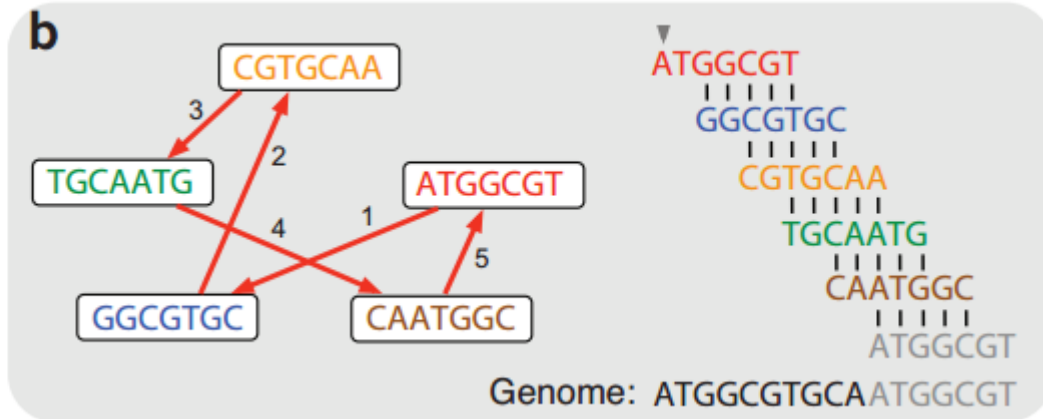 b
CGTGCAA
3
2
TGCAATG
ATGGCGT
4
1
5
GGCGTGC
CAATGGC
ATGGCGT
GGCGTGC
CGTGCAA
TGCAATG
CAATGGC
ATGGCGT
Genome: ATGGCGTGCAATGGCGT